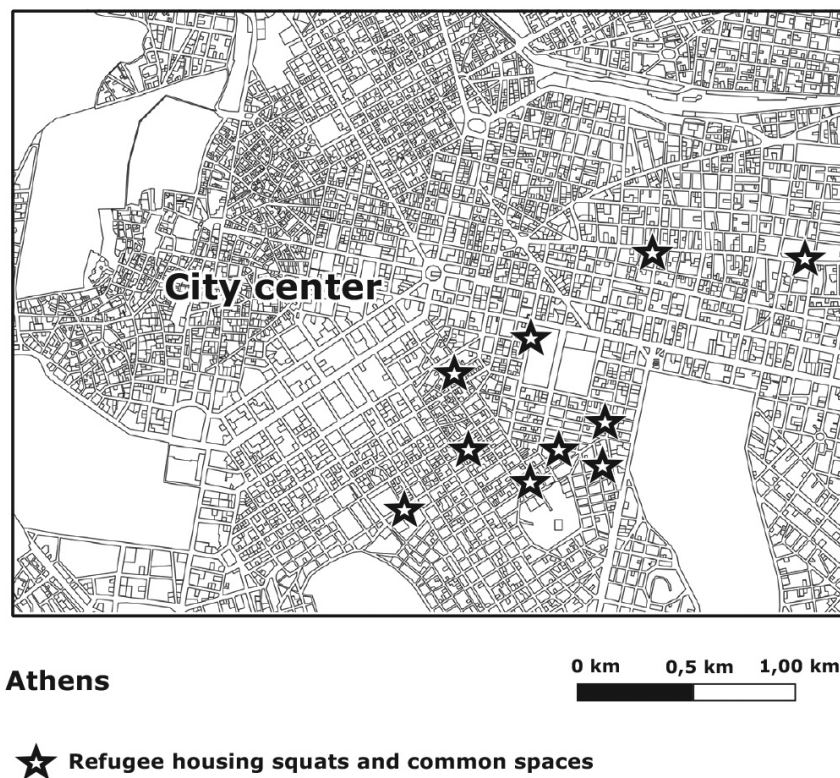 City center
0 km 0,5 km 1,00 km
Athens
Refugee housing squats and common spaces